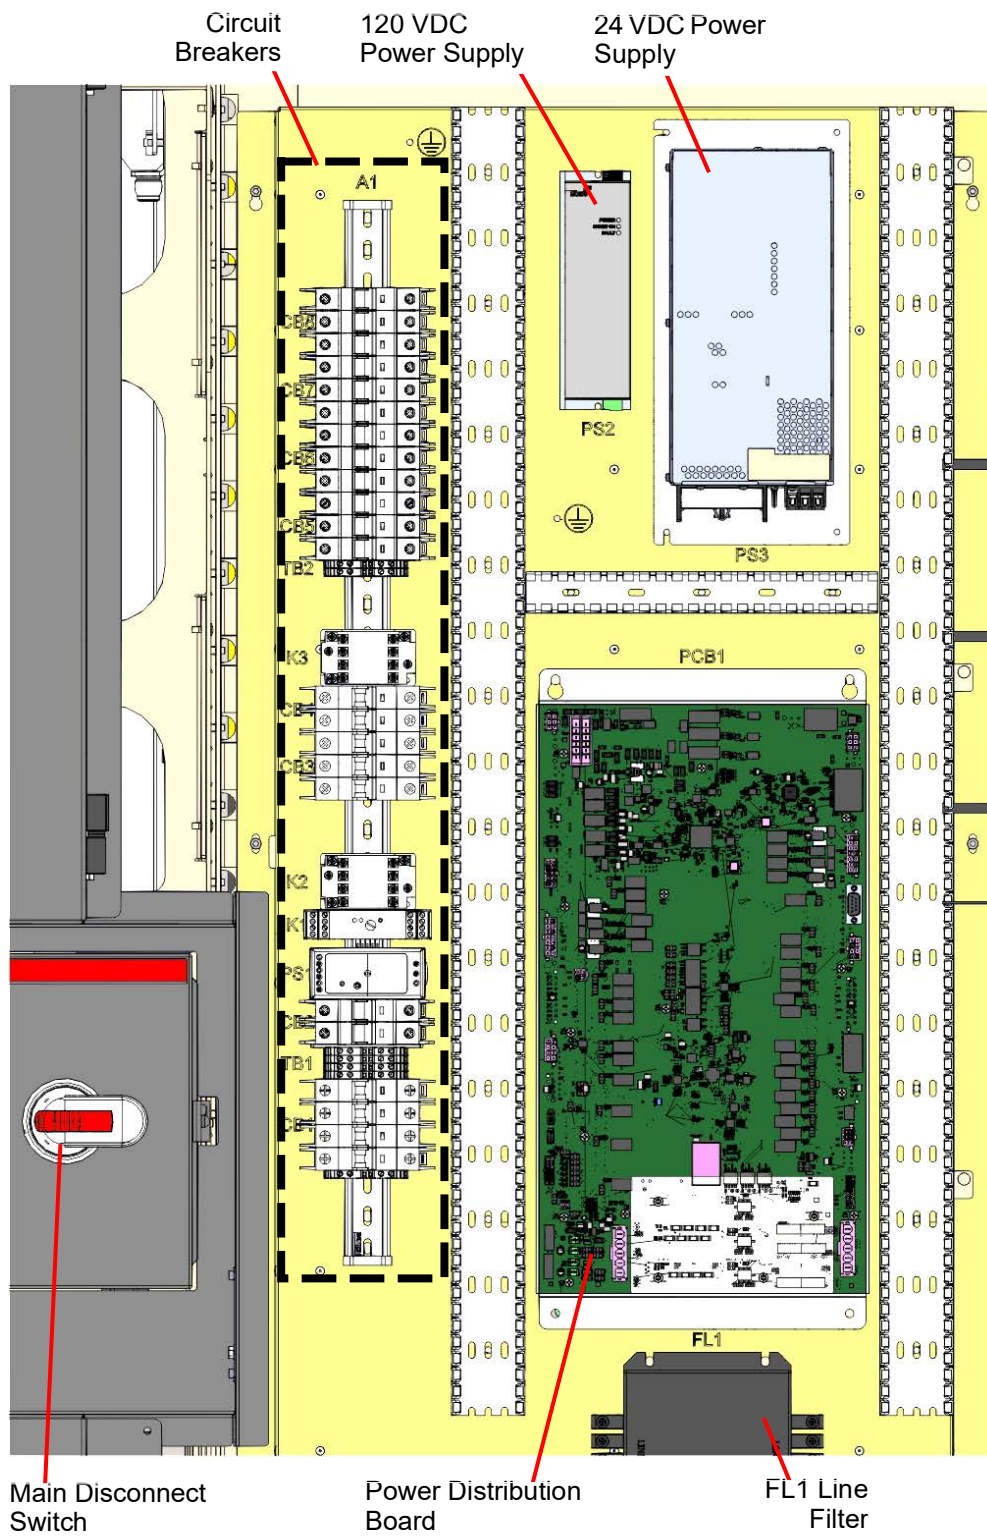 Circuit
Breakers
120 VDC
Power Supply
24 VDC Power
Supply
A1
CB8
CB7
CB6
CB5
TB2
K3
CB3
K2
K1
PS1
TB1
PS2
PS3
PCB1
FL1
Main Disconnect
Switch
Power Distribution
Board
FL1 Line
Filter